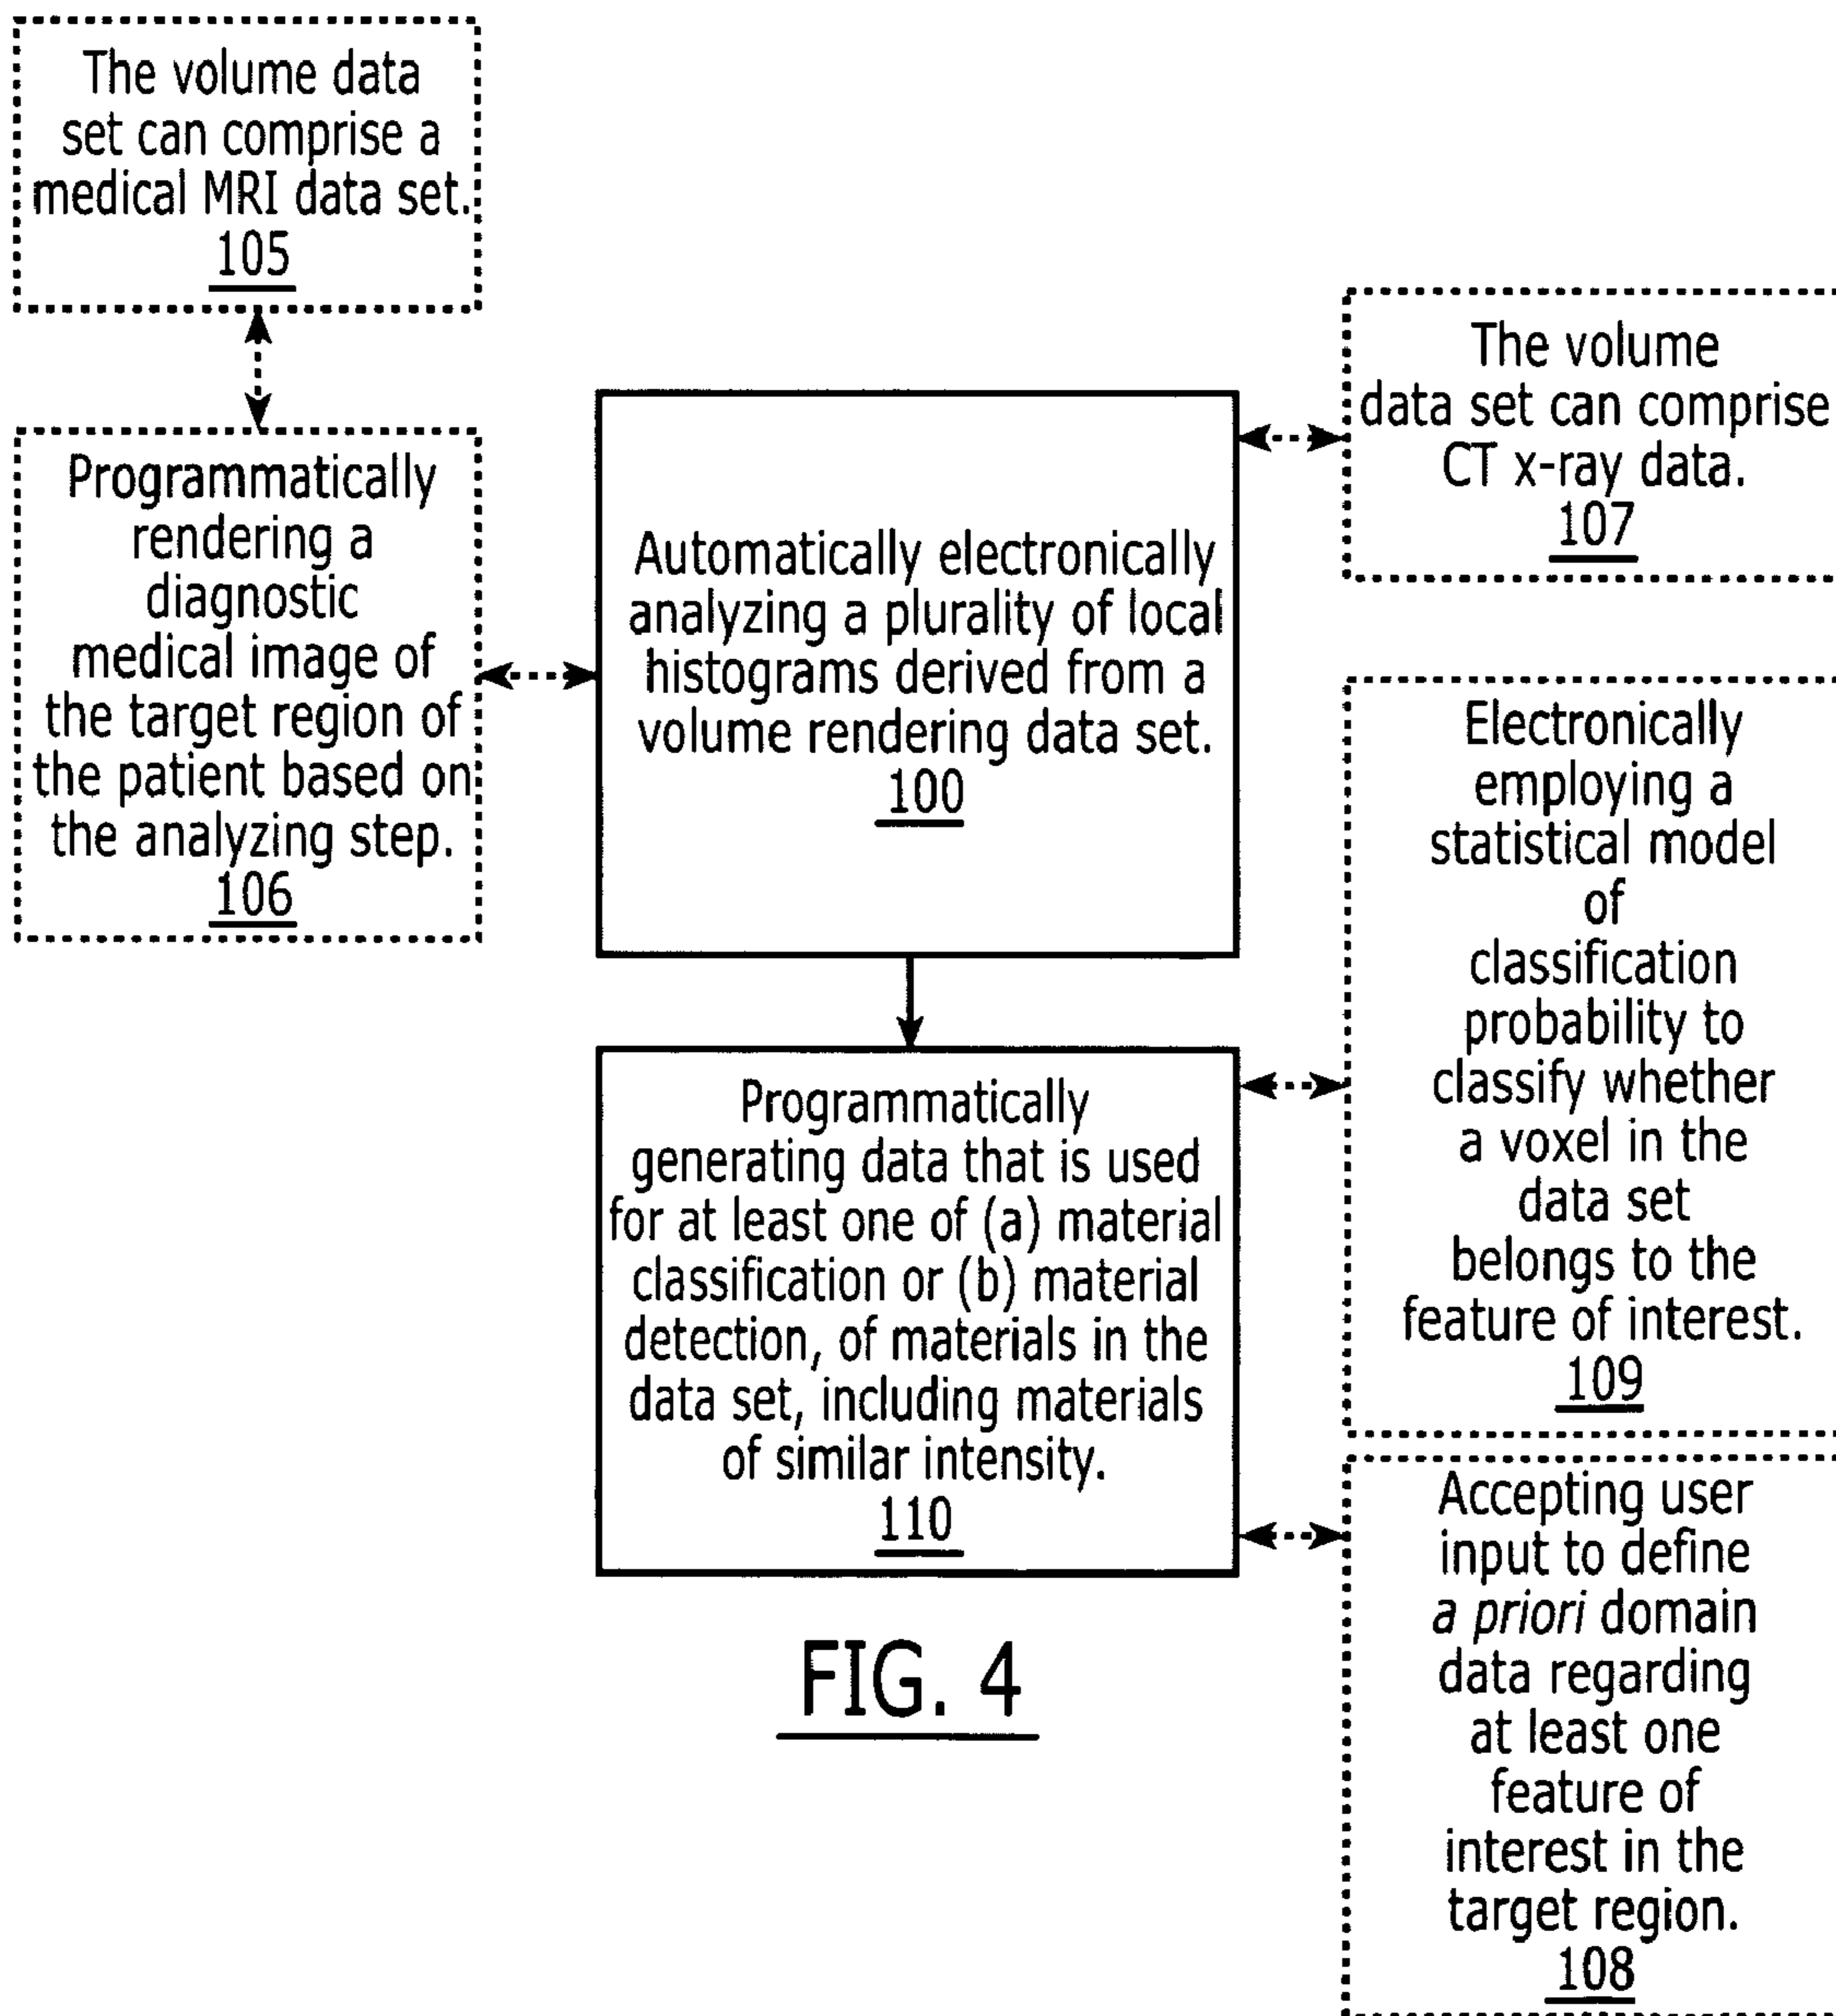 The volume data
set can comprise a
medical MRI data set.
105
Programmatically
rendering a
diagnostic
medical image of
the target region of
the patient based on
the analyzing step.
106
Automatically electronically
analyzing a plurality of local
histograms derived from a
volume rendering data set.
100
The volume
data set can comprise
CT x-ray data.
107
Programmatically
generating data that is used
for at least one of (a) material
classification or (b) material
detection, of materials in the
data set, including materials
of similar intensity.
110
Electronically
employing a
statistical model
of
classification
probability to
classify whether
a voxel in the
data set
belongs to the
feature of interest.
109
Accepting user
input to define
a priori domain
data regarding
at least one
feature of
interest in the
target region.
108
FIG. 4